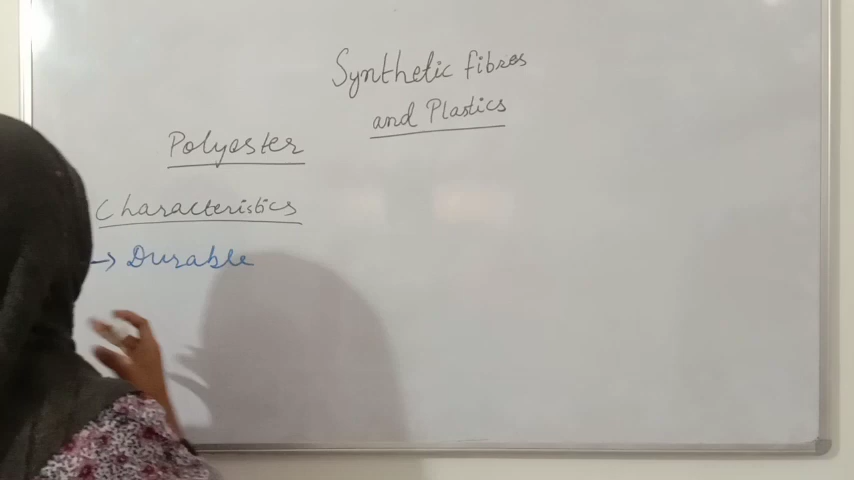 Synthetic fibres
and Plastics
Polyester
Characteristics
→ Durable